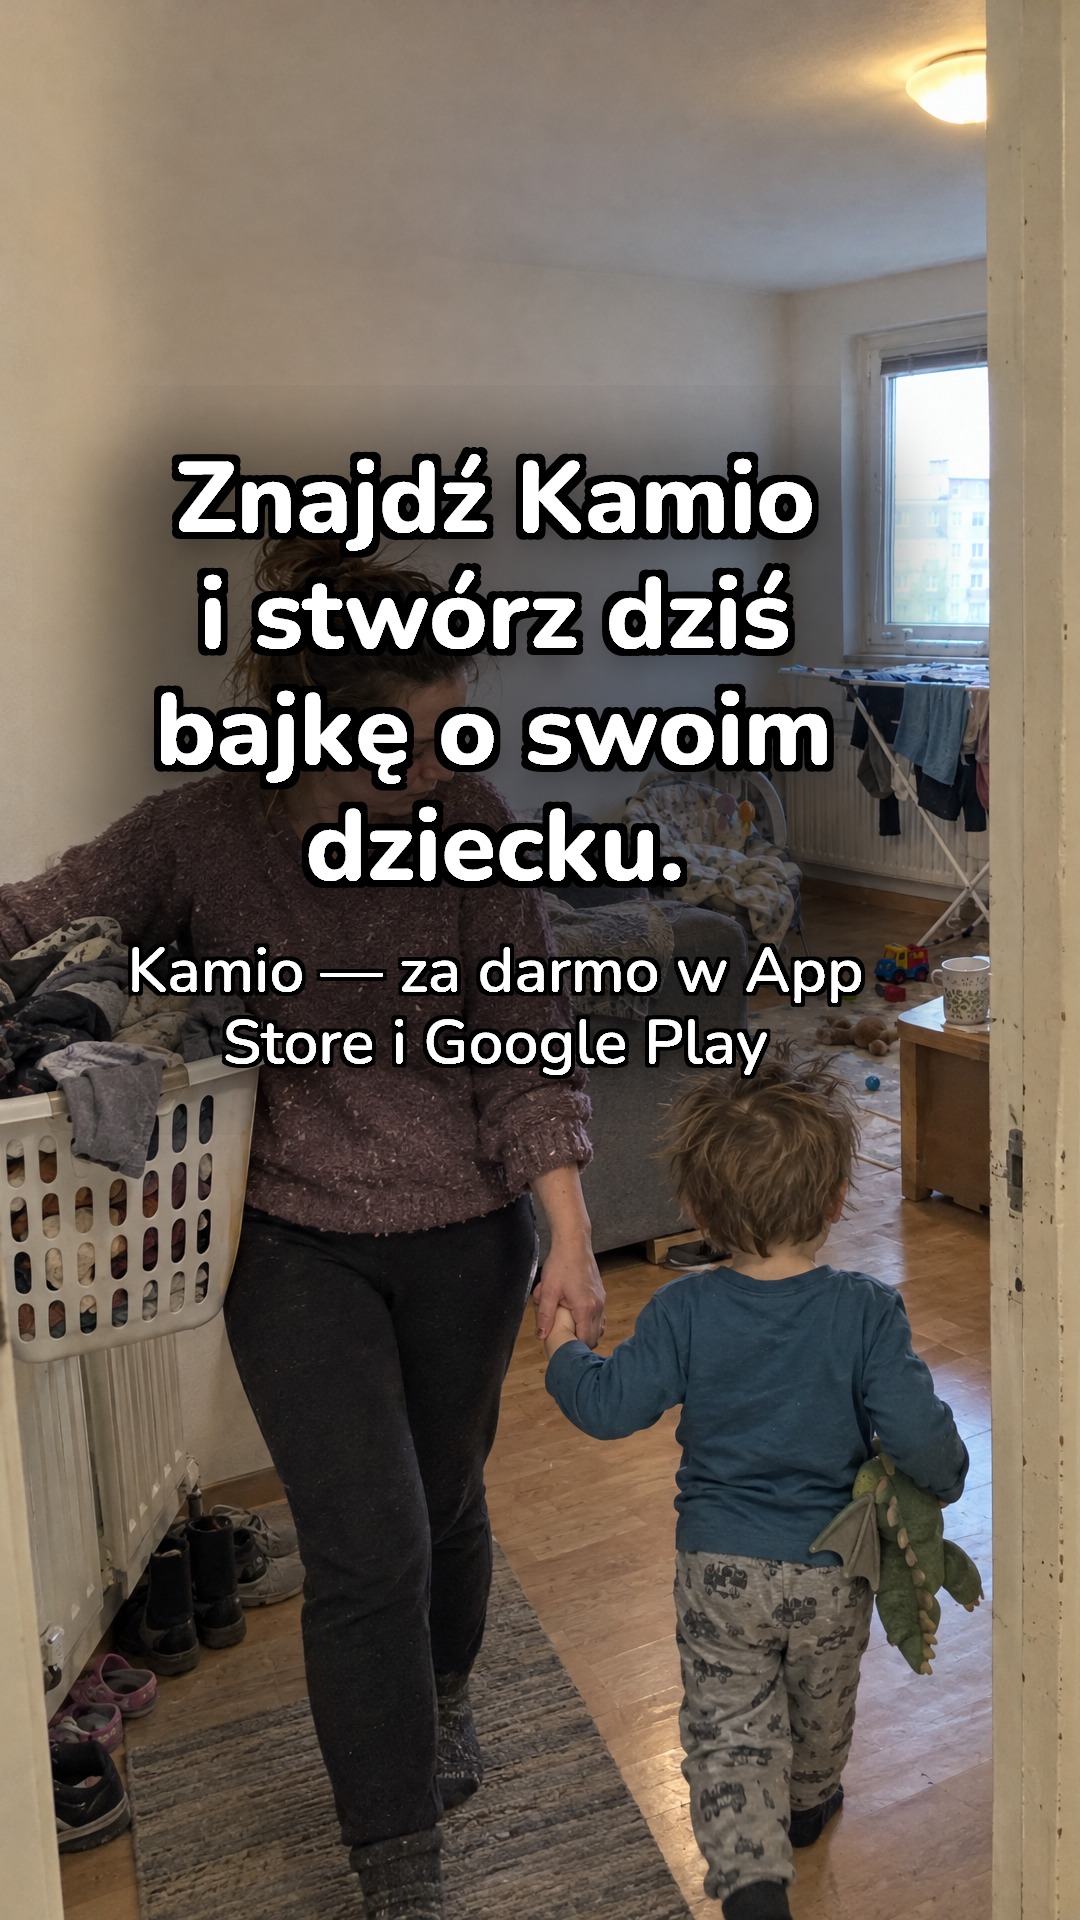 Znajdź Kamio
i stwórz dziś
bajkę o swoim
dziecku.
Kamio — za darmo w App
Store i Google Play